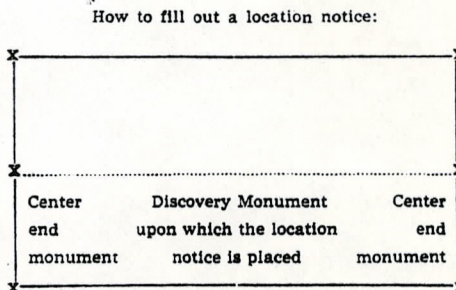 How to fill out a location notice:
X
X
Center Discovery Monument Center
end upon which the location end
monument notice is placed monument
X